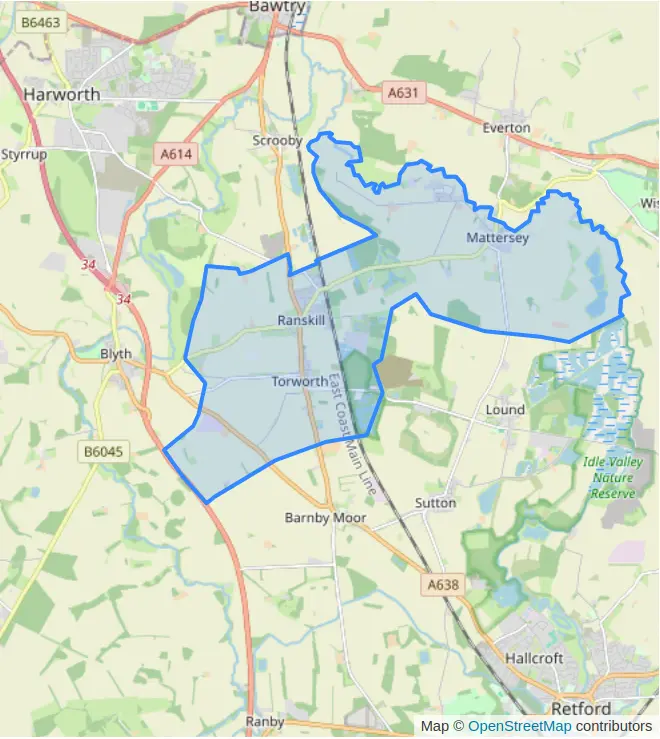 Bawtry
B6463
A631
Harworth
Everton
Scrooby
Styrrup
A614
Wis
Mattersey
34
34
Ranskill
Blyth
Torworth
East Coast Main Line
Lound
B6045
Idle Valley
Nature
Reserve
Sutton
Barnby Moor
A638
Hallcroft
Retford
Ranby
Map © OpenStreetMap contributors